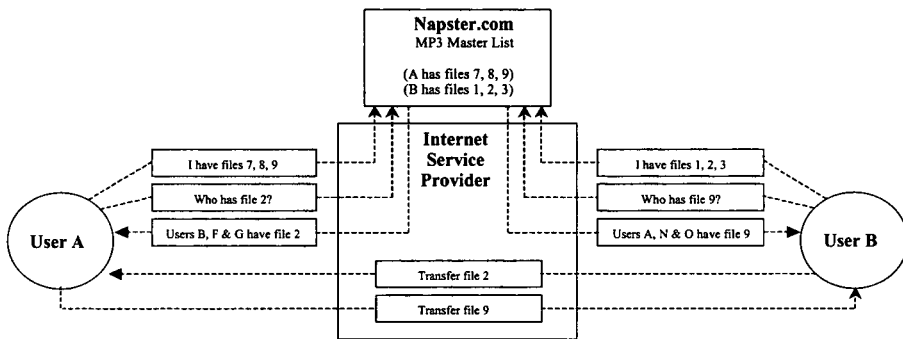 Napster.com
MP3 Master List
(A has files 7, 8, 9)
(B has files 1, 2, 3)
Internet
Service
Provider
I have files 7, 8, 9
Who has file 2?
Users B, F & G have file 2
User A
I have files 1, 2, 3
Who has file 9?
Users A, N & O have file 9
User B
Transfer file 2
Transfer file 9